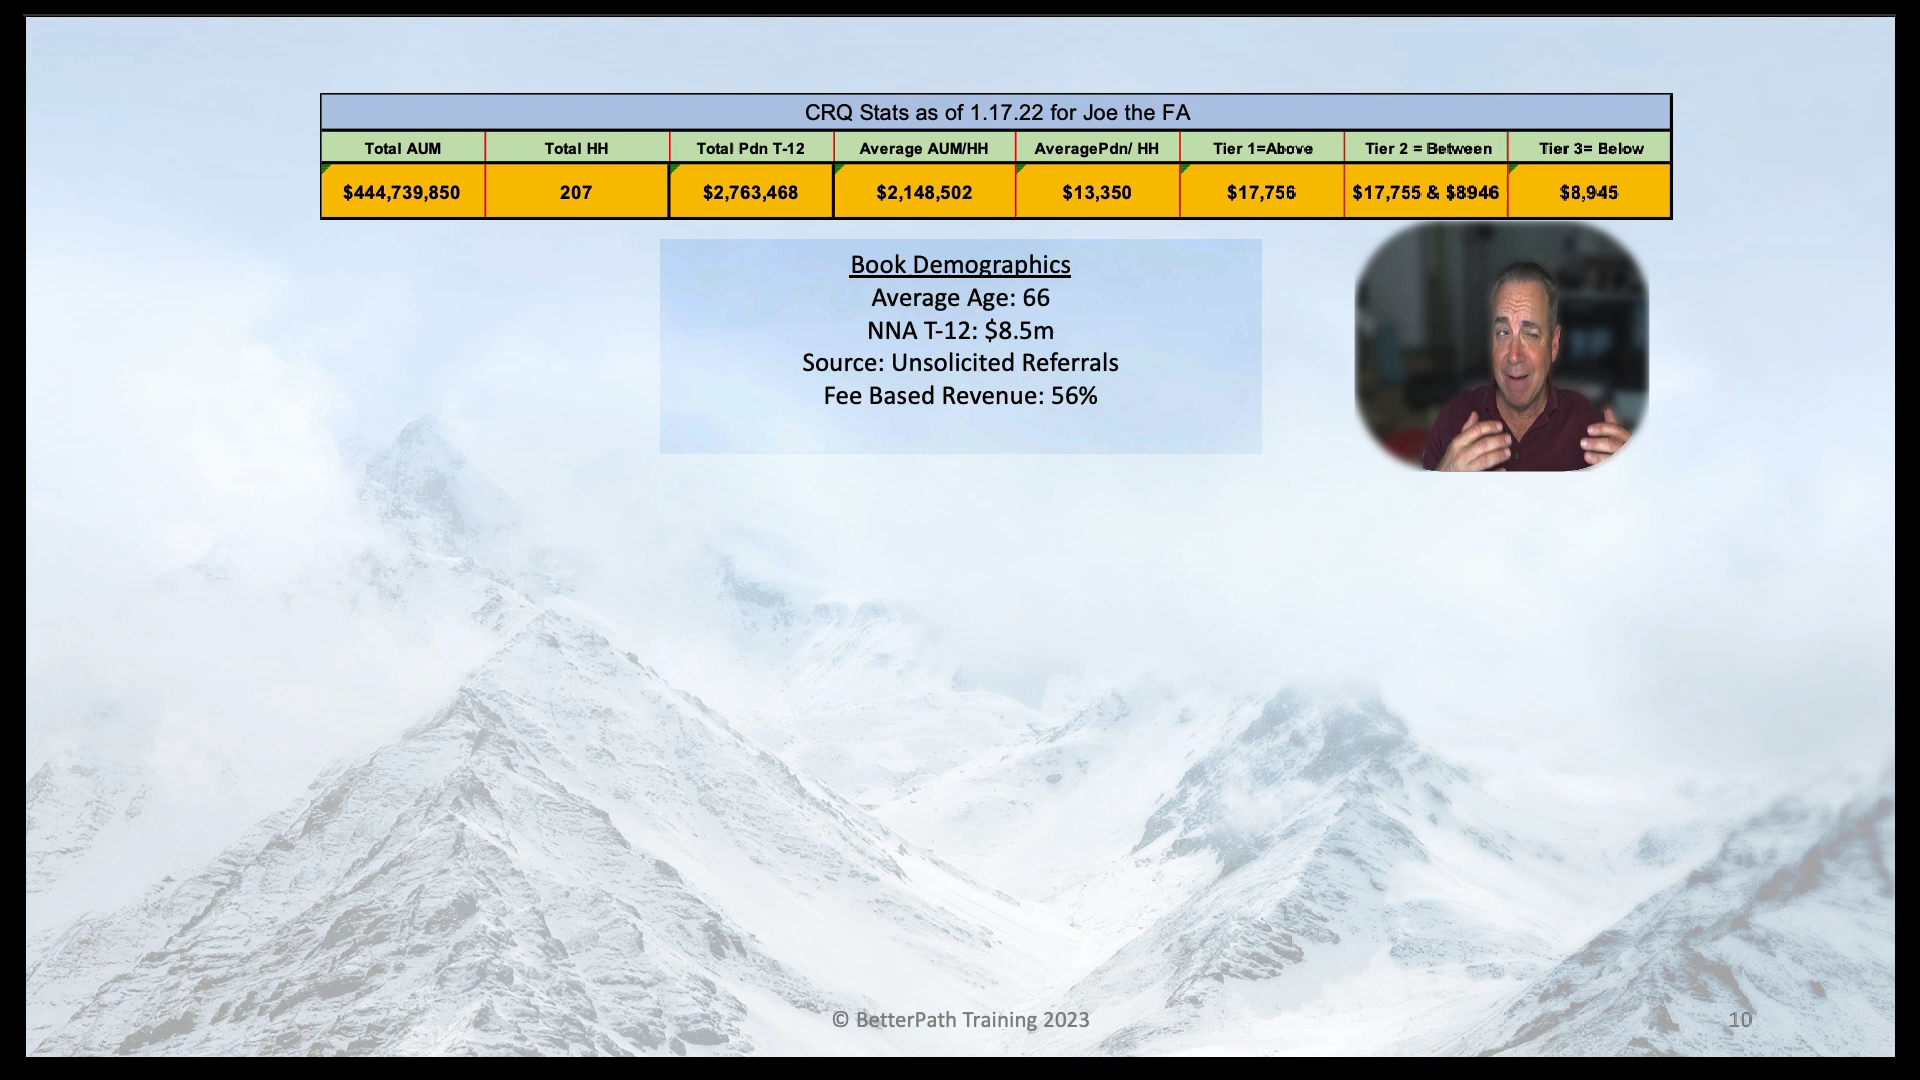 CRQ Stats as of 1.17.22 for Joe the FA
Total AUM Total HH Total Pdn T-12 Average AUM/HH AveragePdn/ HH Tier 1=Above Tier 2 = Between Tier 3= Below
$444,739,850 207 $2,763,468 $2,148,502 $13,350 $17,756 $17,755 & $8946 $8,945
Book Demographics
Average Age: 66
NNA T-12: $8.5m
Source: Unsolicited Referrals
Fee Based Revenue: 56%
© BetterPath Training 2023
10